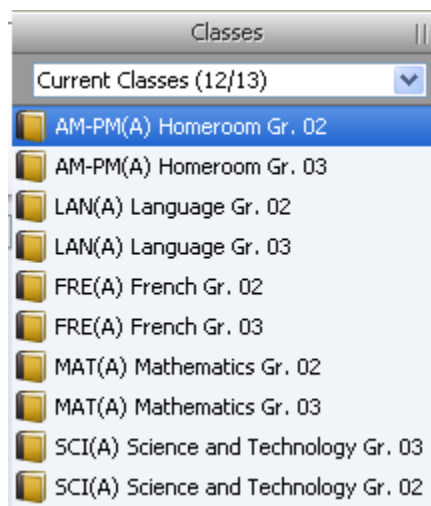 Classes
Current Classes (12/13)
AM-PM(A) Homeroom Gr. 02
AM-PM(A) Homeroom Gr. 03
LAN(A) Language Gr. 02
LAN(A) Language Gr. 03
FRE(A) French Gr. 02
FRE(A) French Gr. 03
MAT(A) Mathematics Gr. 02
MAT(A) Mathematics Gr. 03
SCI(A) Science and Technology Gr. 03
SCI(A) Science and Technology Gr. 02